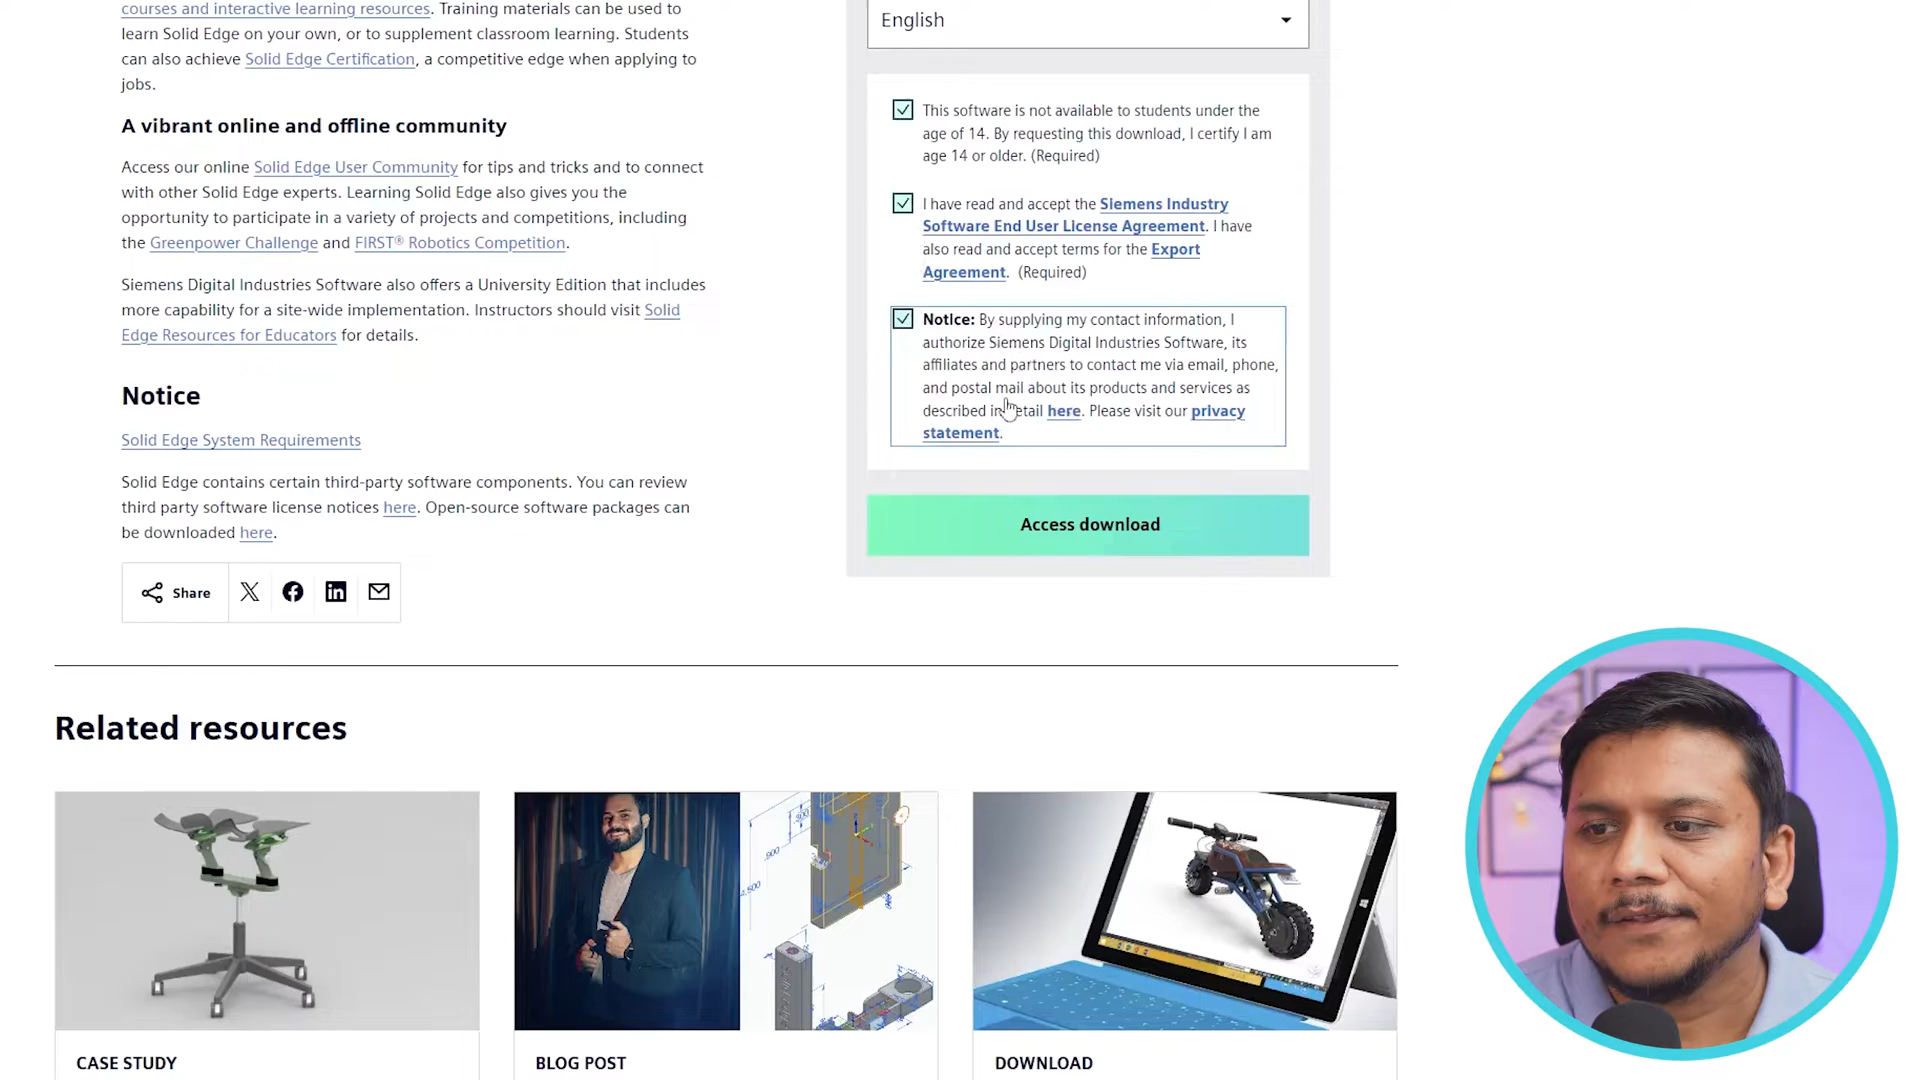 courses and interactive learning resources. Training materials can be used to
learn Solid Edge on your own, or to supplement classroom learning. Students
can also achieve Solid Edge Certification, a competitive edge when applying to
jobs.
A vibrant online and offline community
Access our online Solid Edge User Community for tips and tricks and to connect
with other Solid Edge experts. Learning Solid Edge also gives you the
opportunity to participate in a variety of projects and competitions, including
the Greenpower Challenge and FIRST® Robotics Competition.
Siemens Digital Industries Software also offers a University Edition that includes
more capability for a site-wide implementation. Instructors should visit Solid
Edge Resources for Educators for details.
Notice
Solid Edge System Requirements
Solid Edge contains certain third-party software components. You can review
third party software license notices here. Open-source software packages can
be downloaded here.
Share
English
This software is not available to students under the
age of 14. By requesting this download, I certify I am
age 14 or older. (Required)
I have read and accept the Siemens Industry
Software End User License Agreement. I have
also read and accept terms for the Export
Agreement. (Required)
Notice: By supplying my contact information, I
authorize Siemens Digital Industries Software, its
affiliates and partners to contact me via email, phone,
and postal mail about its products and services as
described in detail here. Please visit our privacy
statement.
Access download
Related resources
CASE STUDY
BLOG POST
DOWNLOAD